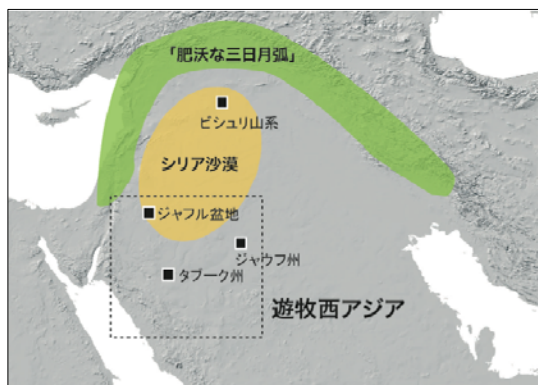 「肥沃な三日月弧」
ビシュリ山系
シリア沙漠
ジャフル盆地
ジャウフ州
タブーク州
遊牧西アジア